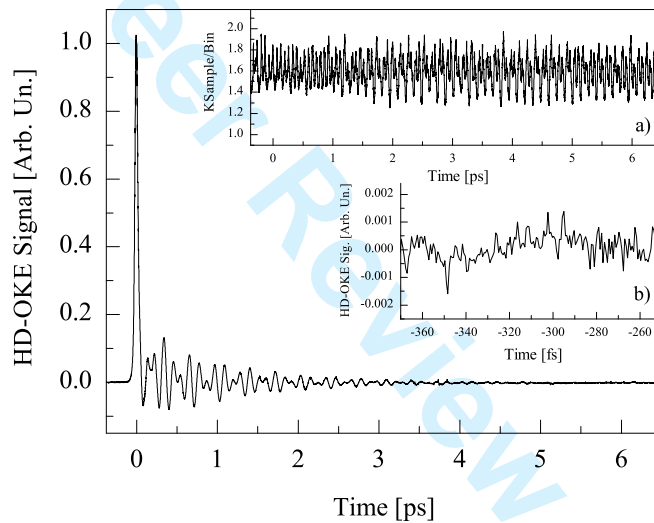 HD-OKE Signal [Arb. Un.]
1.0
0.8
0.6
0.4
0.2
0.0
0 1 2 3 4 5 6
Time [ps]
KSample/Bin
2.0
1.8
1.6
1.4
1.2
1.0
a)
0 1 2 3 4 5 6
Time [ps]
HD-OKE Sig. [Arb. Un.]
0.002
0.001
0.000
-0.001
-0.002
b)
-360 -340 -320 -300 -280 -260
Time [fs]
eer Review